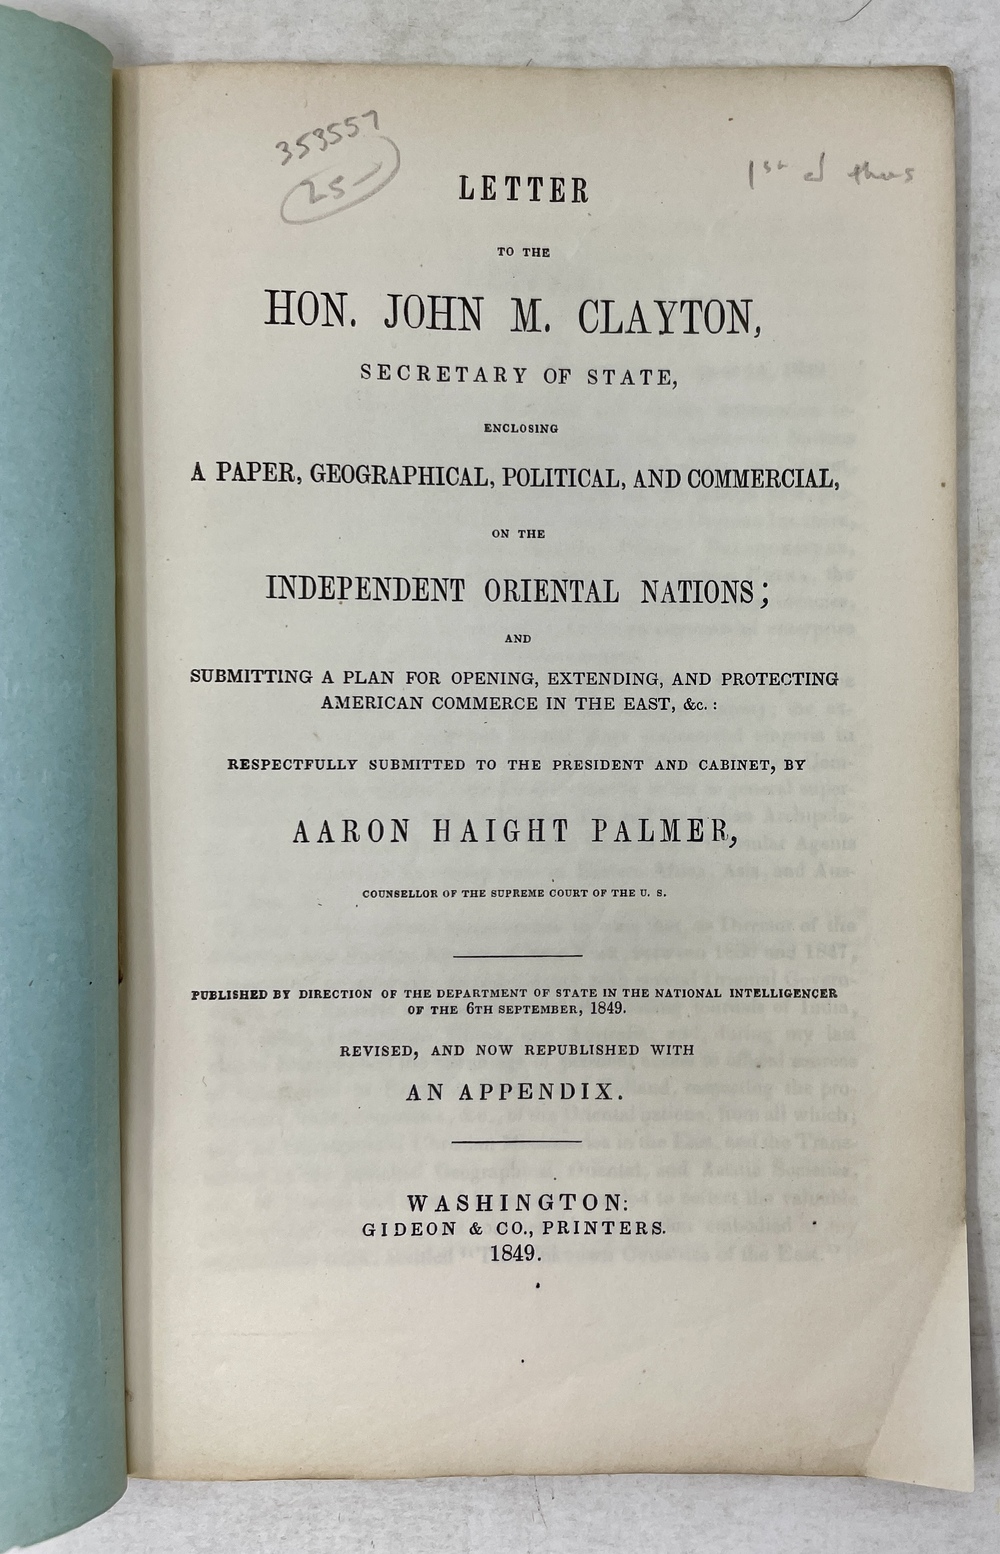 353557
25-
1st ed thus
LETTER
TO THE
HON. JOHN M. CLAYTON,
SECRETARY OF STATE,
ENCLOSING
A PAPER, GEOGRAPHICAL, POLITICAL, AND COMMERCIAL,
ON THE
INDEPENDENT ORIENTAL NATIONS;
AND
SUBMITTING A PLAN FOR OPENING, EXTENDING, AND PROTECTING
AMERICAN COMMERCE IN THE EAST, &c.:
RESPECTFULLY SUBMITTED TO THE PRESIDENT AND CABINET, BY
AARON HAIGHT PALMER,
COUNSELLOR OF THE SUPREME COURT OF THE U. S.
PUBLISHED BY DIRECTION OF THE DEPARTMENT OF STATE IN THE NATIONAL INTELLIGENCER
OF THE 6TH SEPTEMBER, 1849.
REVISED, AND NOW REPUBLISHED WITH
AN APPENDIX.
WASHINGTON:
GIDEON & CO., PRINTERS.
1849.